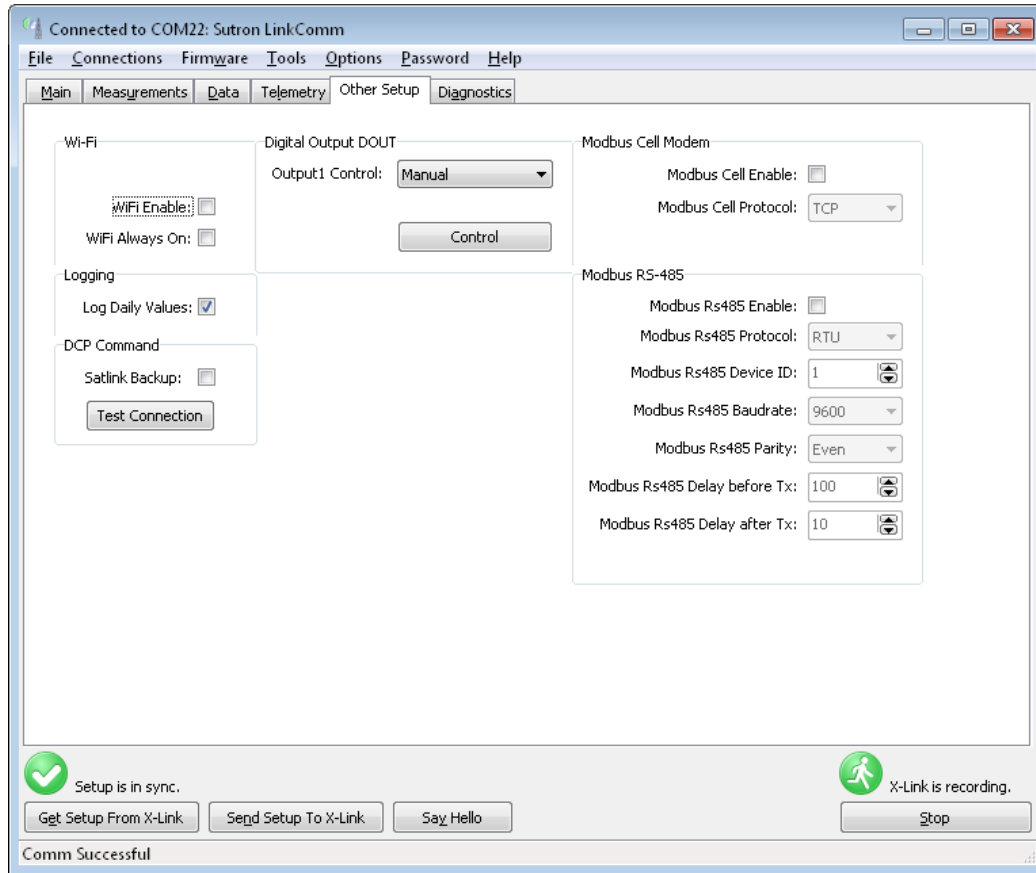 Connected to COM22: Sutron LinkComm
File Connections Firmware Tools Options Password Help
Main Measurements Data Telemetry Other Setup Diagnostics
Wi-Fi
WiFi Enable:
WiFi Always On:
Logging
Log Daily Values:
DCP Command
Satlink Backup:
Test Connection
Digital Output DOUT
Output1 Control: Manual
Control
Modbus Cell Modem
Modbus Cell Enable:
Modbus Cell Protocol: TCP
Modbus RS-485
Modbus Rs485 Enable:
Modbus Rs485 Protocol: RTU
Modbus Rs485 Device ID: 1
Modbus Rs485 Baudrate: 9600
Modbus Rs485 Parity: Even
Modbus Rs485 Delay before Tx: 100
Modbus Rs485 Delay after Tx: 10
Setup is in sync.
X-Link is recording.
Get Setup From X-Link Send Setup To X-Link Say Hello Stop
Comm Successful